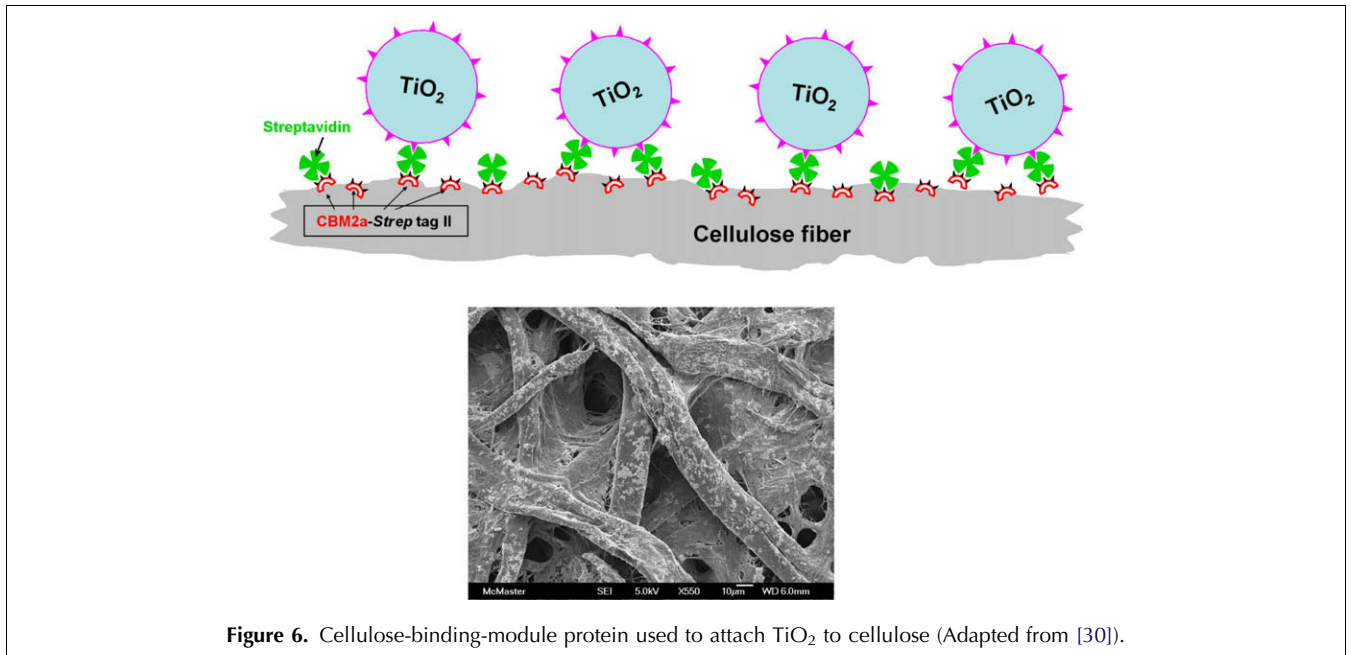 TiO2
TiO2
TiO2
TiO2
Streptavidin
CBM2a-Strep tag II
Cellulose fiber
McMaster SEI 5.0kV X550 10μm WD 6.0mm
Figure 6. Cellulose-binding-module protein used to attach TiO2 to cellulose (Adapted from [30]).